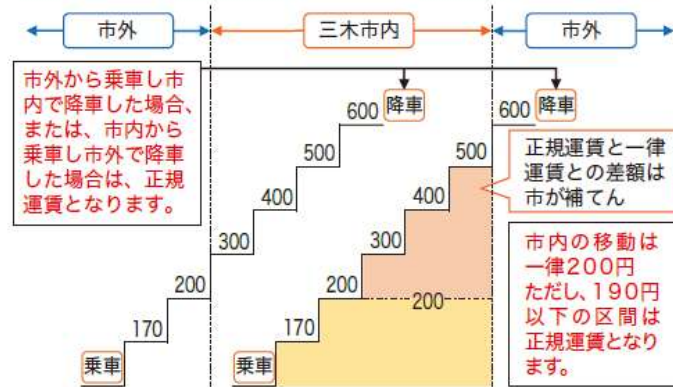 市外
三木市内
市外
市外から乗車し市
内で降車した場合、
または、市内から
乗車し市外で降車
した場合は、正規
運賃となります。
600
降車
600
降車
500
500
正規運賃と一律
運賃との差額は
市が補てん
400
400
300
300
市内の移動は
一律200円
ただし、190円
以下の区間は
正規運賃となり
ます。
200
200
200
170
170
乗車
乗車